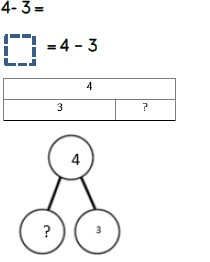 4- 3 =
= 4 - 3
4
3 ?
4
? 3